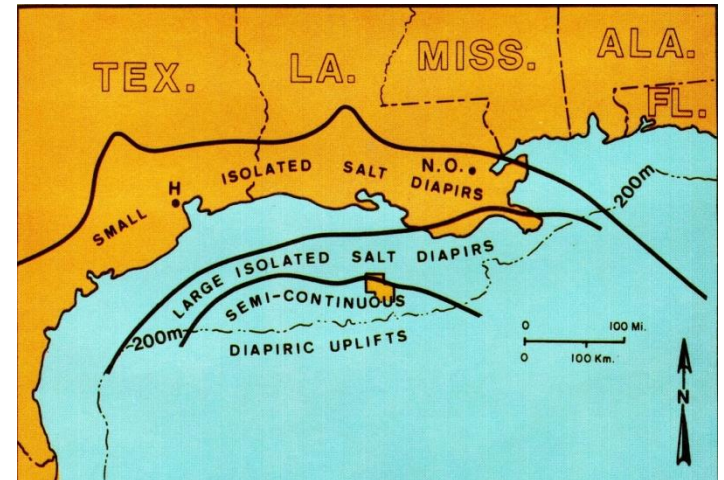 TEX.
LA.
MISS.
ALA.
FL.
H
N.O.
SMALL ISOLATED SALT DIAPIRS
LARGE ISOLATED SALT DIAPIRS
SEMI-CONTINUOUS
DIAPIRIC UPLIFTS
200m
200m
0 100 Mi.
0 100 Km.
N